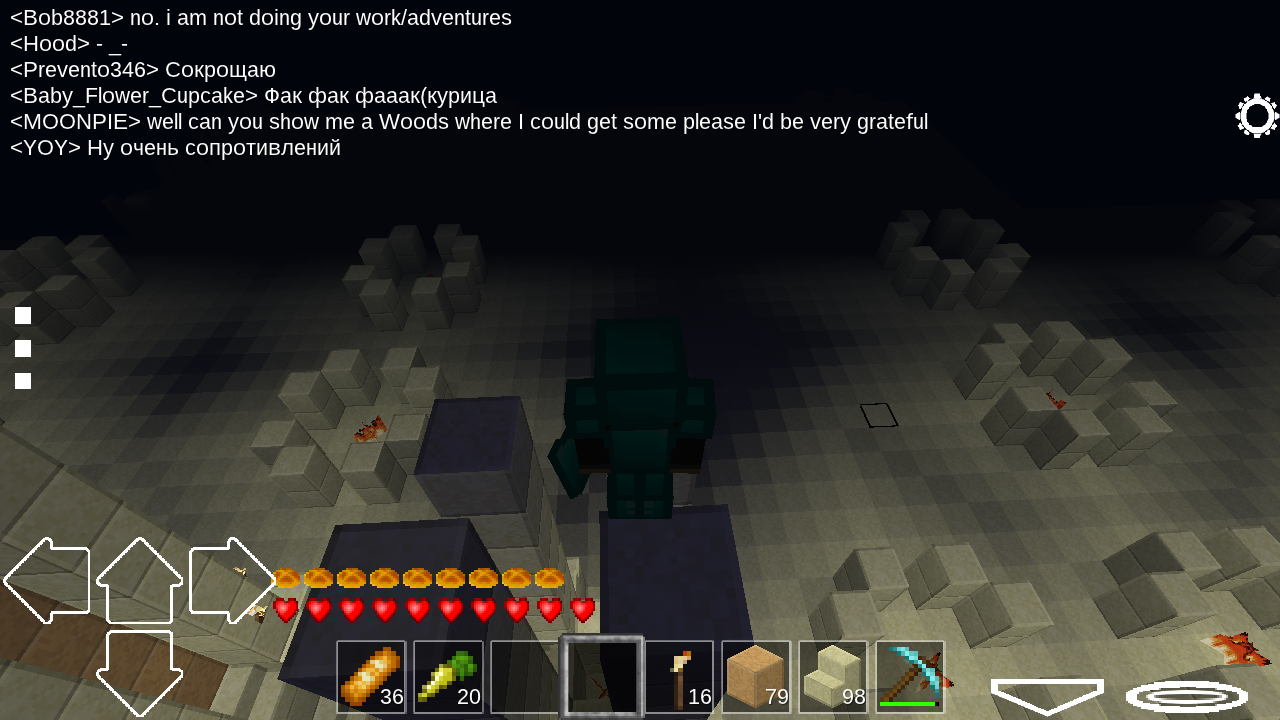 <Bob8881> no. i am not doing your work/adventures
<Hood> - _-
<Prevento346> Сокрощаю
<Baby_Flower_Cupcake> Фак фак фааак(курица
<MOONPIE> well can you show me a Woods where I could get some please I'd be very grateful
<YOY> Ну очень сопротивлений
36 20 16 79 98